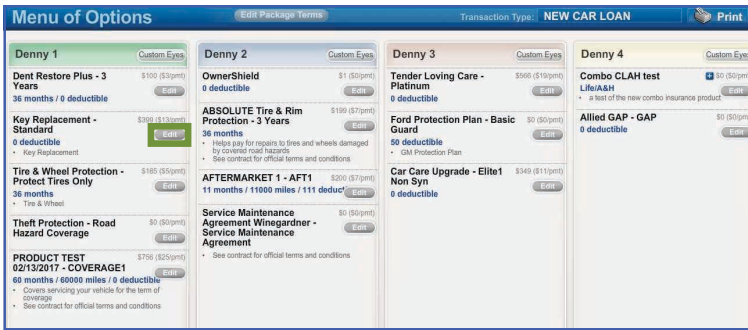 Menu of Options
Edit Package Terms
Transaction Type: NEW CAR LOAN
Print
Denny 1
Custom Eyes
Dent Restore Plus - 3
Years
$100 ($3/pmt)
Edit
36 months / 0 deductible
Key Replacement -
Standard
$399 ($13/pmt)
Edit
0 deductible
• Key Replacement
Tire & Wheel Protection -
Protect Tires Only
$165 ($5/pmt)
Edit
36 months
• Tire & Wheel
Theft Protection - Road
Hazard Coverage
$0 ($0/pmt)
Edit
PRODUCT TEST
02/13/2017 - COVERAGE1
$756 ($25/pmt)
Edit
60 months / 60000 miles / 0 deductible
• Covers servicing your vehicle for the term of
coverage
• See contract for official terms and conditions
Denny 2
Custom Eyes
OwnerShield
$1 ($0/pmt)
Edit
0 deductible
ABSOLUTE Tire & Rim
Protection - 3 Years
$199 ($7/pmt)
Edit
36 months
• Helps pay for repairs to tires and wheels damaged
by covered road hazards
• See contract for official terms and conditions
AFTERMARKET 1 - AFT1
$200 ($7/pmt)
11 months / 11000 miles / 111 deduct
Edit
Service Maintenance
Agreement Winegardner -
Service Maintenance
Agreement
$0 ($0/pmt)
Edit
• See contract for official terms and conditions
Denny 3
Custom Eyes
Tender Loving Care -
Platinum
$566 ($19/pmt)
Edit
0 deductible
Ford Protection Plan - Basic
Guard
$0 ($0/pmt)
Edit
50 deductible
• GM Protection Plan
Car Care Upgrade - Elite1
Non Syn
$349 ($11/pmt)
Edit
0 deductible
Denny 4
Custom Eyes
Combo CLAH test
$0 ($0/pm
Life/A&H
Edit
• a test of the new combo insurance product
Allied GAP - GAP
$0 ($0/pm
0 deductible
Edit